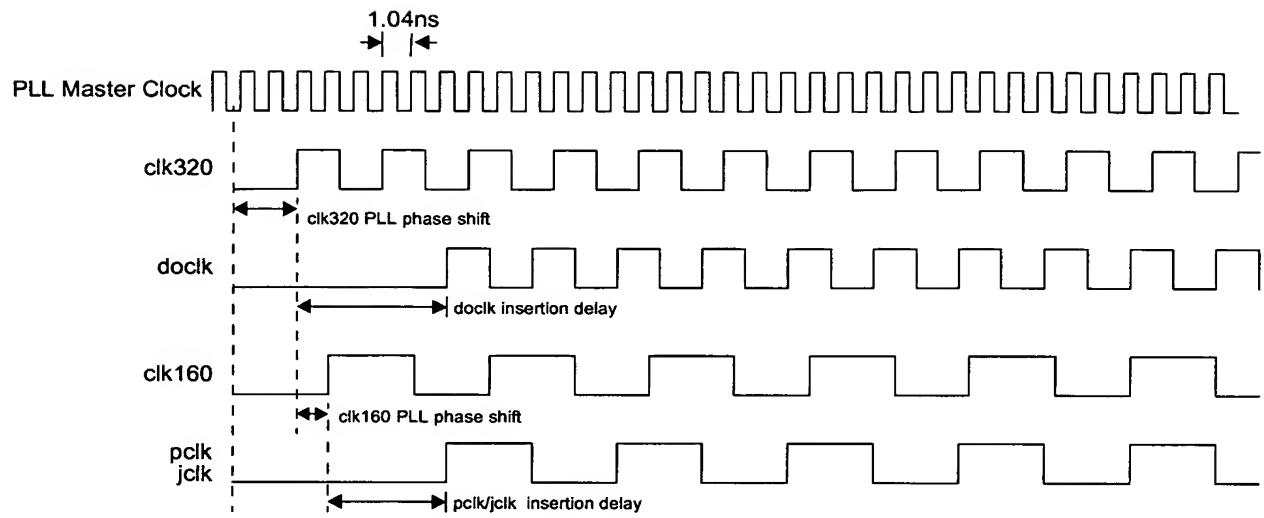 1.04ns
PLL Master Clock
clk320
clk320 PLL phase shift
doclk
doclk insertion delay
clk160
clk160 PLL phase shift
pclk
jclk
pclk/jclk insertion delay